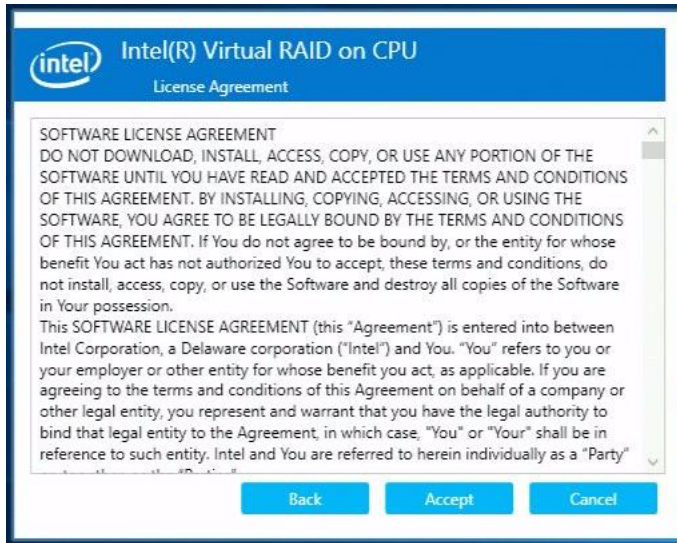 intel
Intel(R) Virtual RAID on CPU
License Agreement
SOFTWARE LICENSE AGREEMENT
DO NOT DOWNLOAD, INSTALL, ACCESS, COPY, OR USE ANY PORTION OF THE
SOFTWARE UNTIL YOU HAVE READ AND ACCEPTED THE TERMS AND CONDITIONS
OF THIS AGREEMENT. BY INSTALLING, COPYING, ACCESSING, OR USING THE
SOFTWARE, YOU AGREE TO BE LEGALLY BOUND BY THE TERMS AND CONDITIONS
OF THIS AGREEMENT. If You do not agree to be bound by, or the entity for whose
benefit You act has not authorized You to accept, these terms and conditions, do
not install, access, copy, or use the Software and destroy all copies of the Software
in Your possession.
This SOFTWARE LICENSE AGREEMENT (this "Agreement") is entered into between
Intel Corporation, a Delaware corporation ("Intel") and You. "You" refers to you or
your employer or other entity for whose benefit you act, as applicable. If you are
agreeing to the terms and conditions of this Agreement on behalf of a company or
other legal entity, you represent and warrant that you have the legal authority to
bind that legal entity to the Agreement, in which case, "You" or "Your" shall be in
reference to such entity. Intel and You are referred to herein individually as a "Party"
Back Accept Cancel